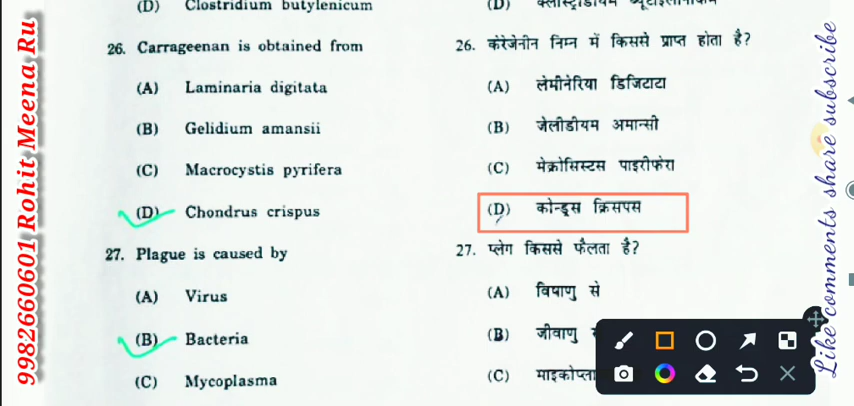 (D) Clostridium butylenicum
26. Carrageenan is obtained from
(A) Laminaria digitata
(B) Gelidium amansii
(C) Macrocystis pyrifera
(D) Chondrus crispus
27. Plague is caused by
(A) Virus
(B) Bacteria
(C) Mycoplasma
(D)
26. केरेजेनीन निम्न में किससे प्राप्त होता है?
(A) लेमीनेरिया डिजिटाटा
(B) जेलीडीयम अमान्सी
(C) मेक्रोसिस्टस पाइरीफेरा
(D) कोन्ड्रस क्रिसपस
27. प्लेग किससे फैलता है?
(A) विषाणु से
(B) जीवाणु
(C)
9982660601 Rohit Meena Ru
Like comments share subscribe